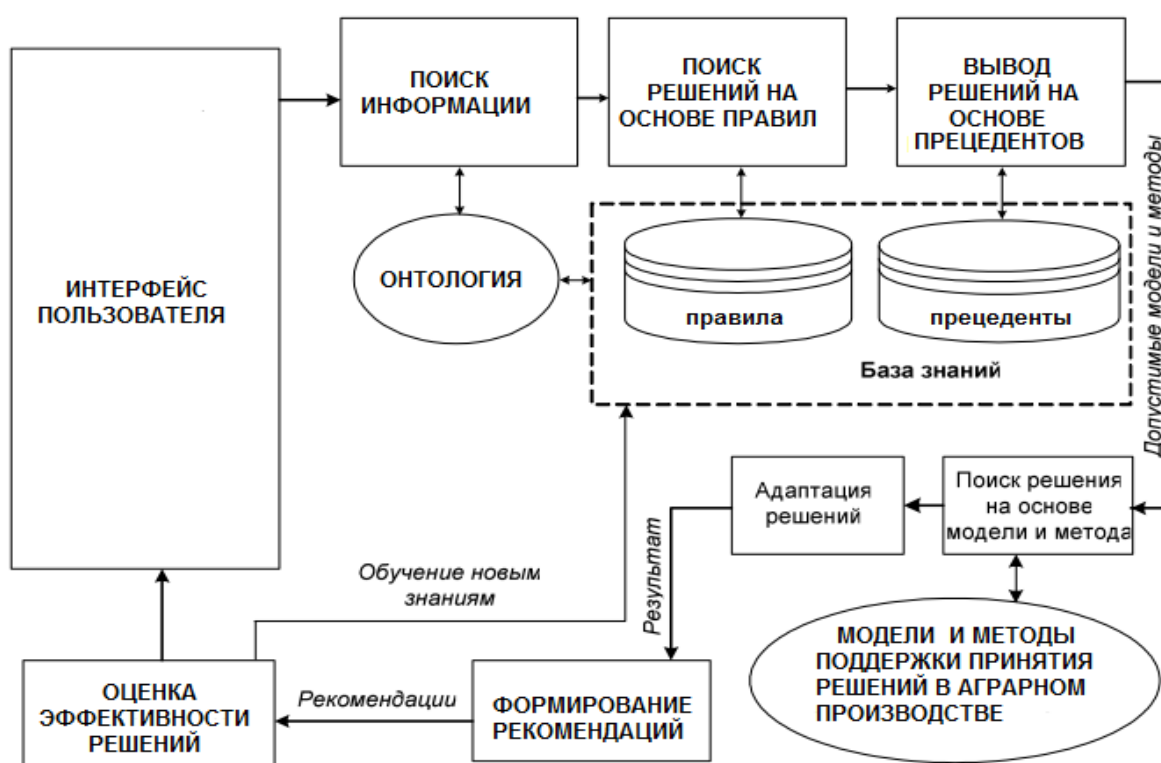 ПОИСК
ИНФОРМАЦИИ
ПОИСК
РЕШЕНИЙ НА
ОСНОВЕ ПРАВИЛ
ВЫВОД
РЕШЕНИЙ НА
ОСНОВЕ
ПРЕЦЕДЕНТОВ
ИНТЕРФЕЙС
ПОЛЬЗОВАТЕЛЯ
ОНТОЛОГИЯ
правила
прецеденты
База знаний
Допустимые модели и методы
Поиск решения
на основе
модели и метода
Адаптация
решений
Результат
Обучение новым
знаниям
МОДЕЛИ И МЕТОДЫ
ПОДДЕРЖКИ ПРИНЯТИЯ
РЕШЕНИЙ В АГРАРНОМ
ПРОИЗВОДСТВЕ
ФОРМИРОВАНИЕ
РЕКОМЕНДАЦИЙ
Рекомендации
ОЦЕНКА
ЭФФЕКТИВНОСТИ
РЕШЕНИЙ